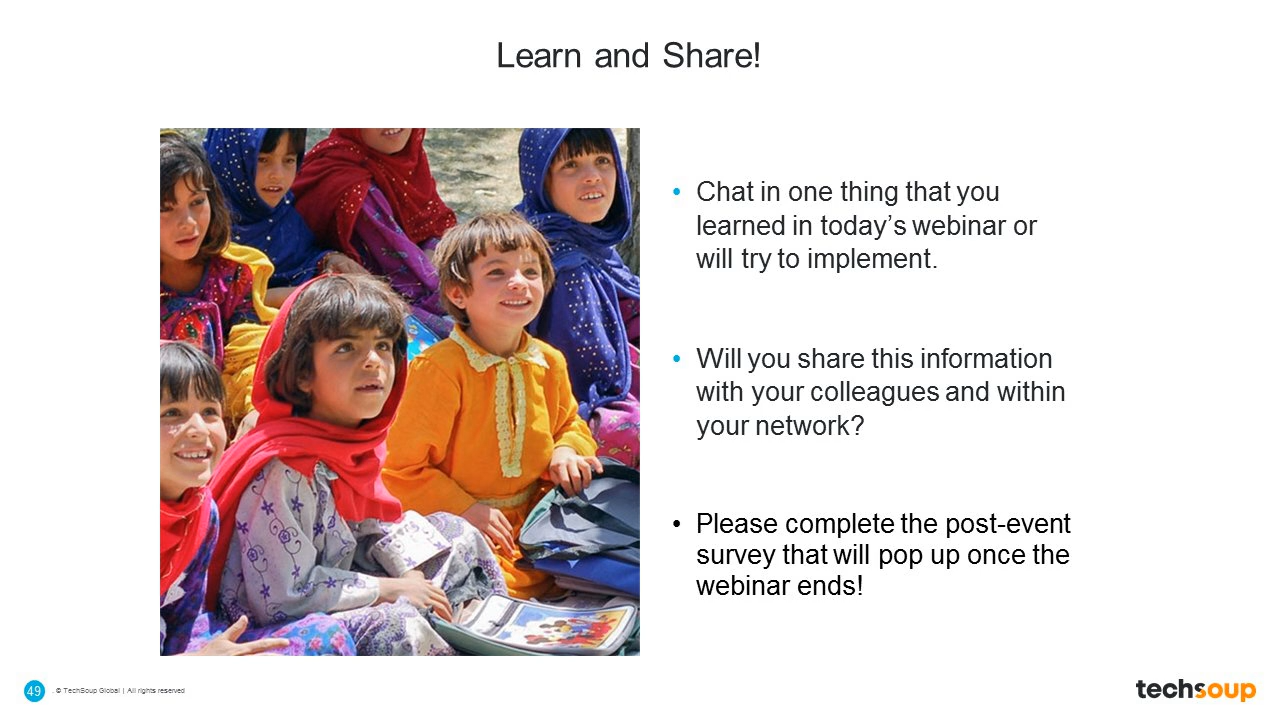 Learn and Share!
• Chat in one thing that you
learned in today’s webinar or
will try to implement.
• Will you share this information
with your colleagues and within
your network?
• Please complete the post-event
survey that will pop up once the
webinar ends!
49 . © TechSoup Global | All rights reserved
techsoup